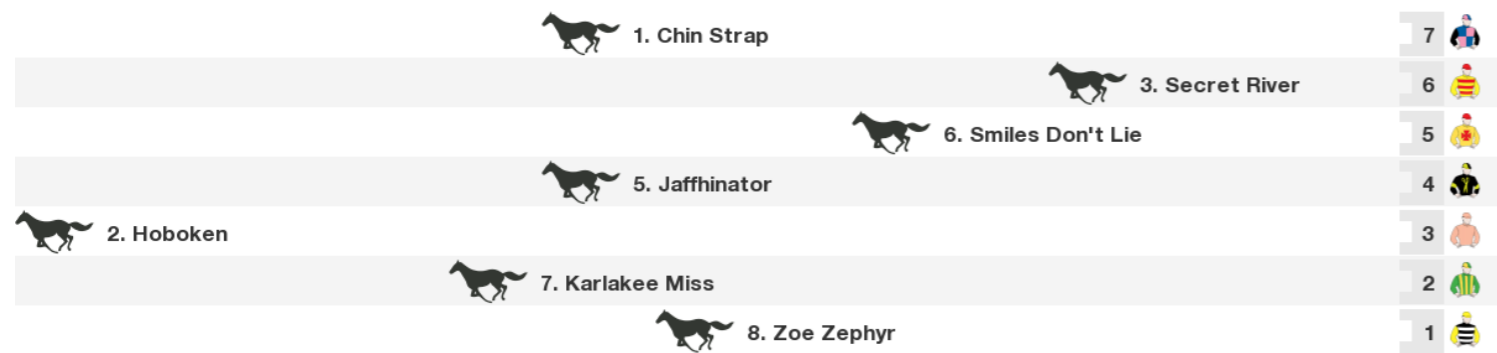 1. Chin Strap 7
3. Secret River 6
6. Smiles Don't Lie 5
5. Jaffhinator 4
2. Hoboken 3
7. Karlakee Miss 2
8. Zoe Zephyr 1